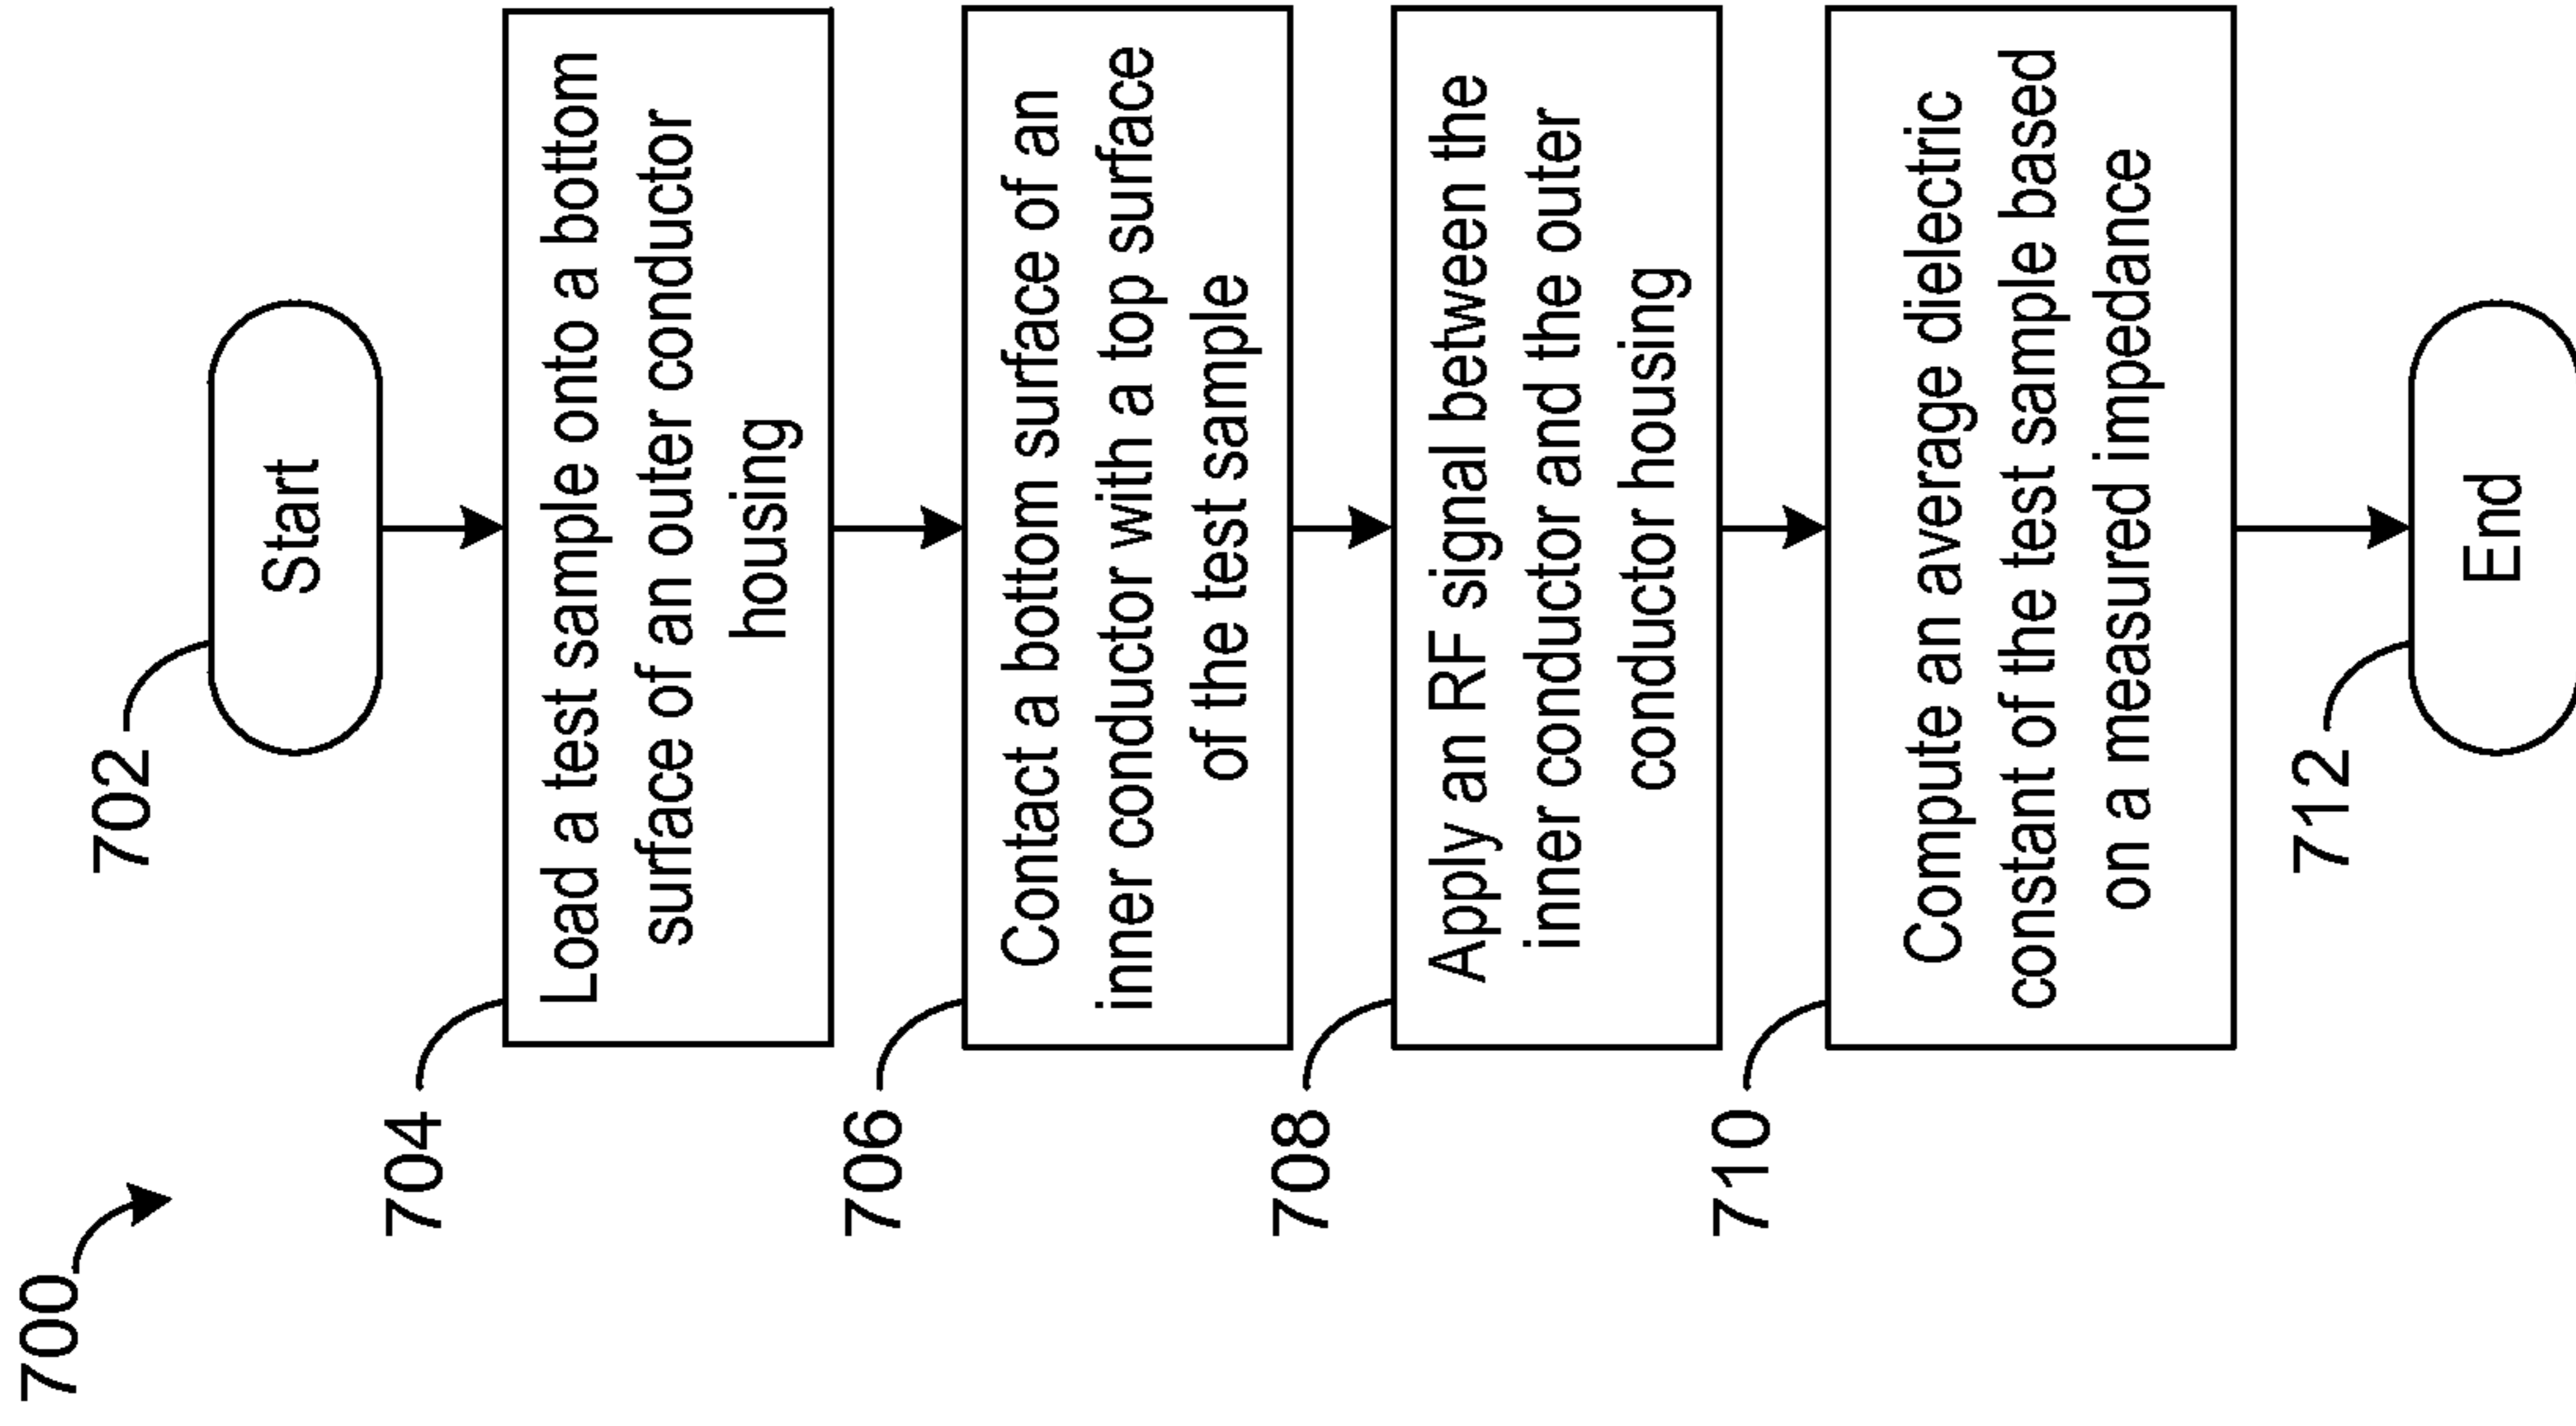 700
702
Start
704
Load a test sample onto a bottom
surface of an outer conductor
housing
706
Contact a bottom surface of an
inner conductor with a top surface
of the test sample
708
Apply an RF signal between the
inner conductor and the outer
conductor housing
710
Compute an average dielectric
constant of the test sample based
on a measured impedance
712
End